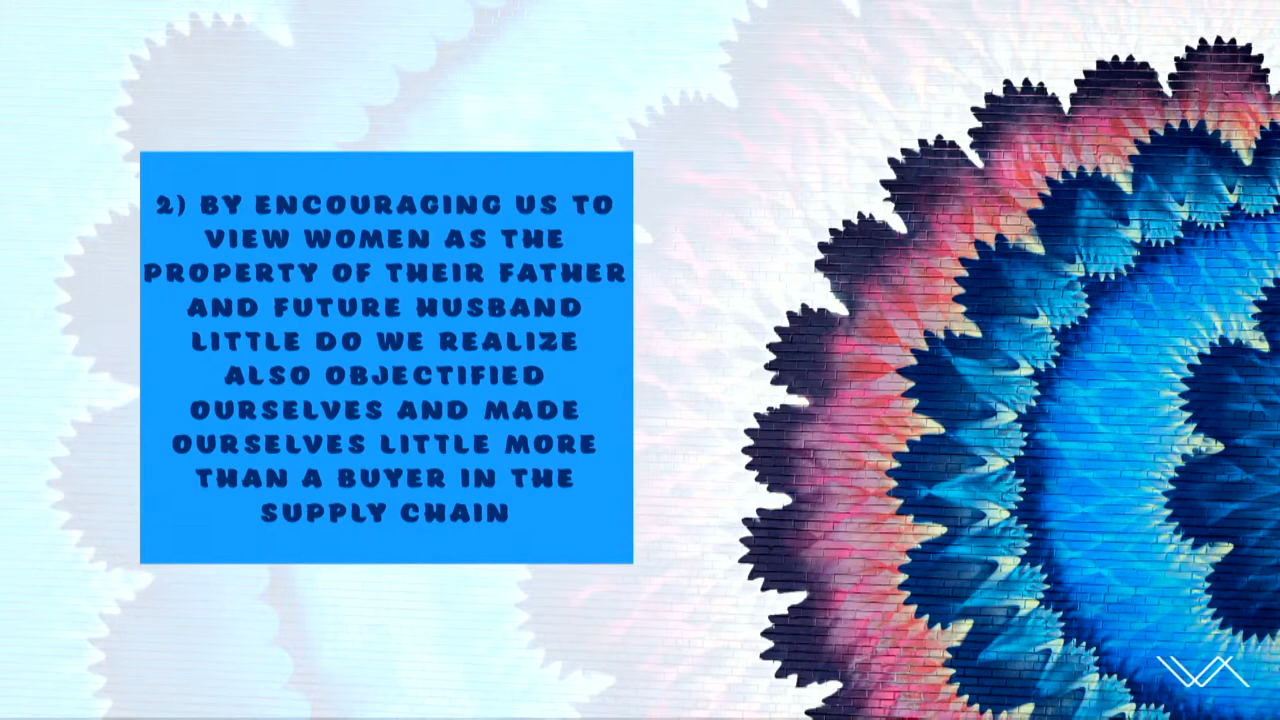 2) BY ENCOURAGING US TO
VIEW WOMEN AS THE
PROPERTY OF THEIR FATHER
AND FUTURE HUSBAND
LITTLE DO WE REALIZE
ALSO OBJECTIFIED
OURSELVES AND MADE
OURSELVES LITTLE MORE
THAN A BUYER IN THE
SUPPLY CHAIN